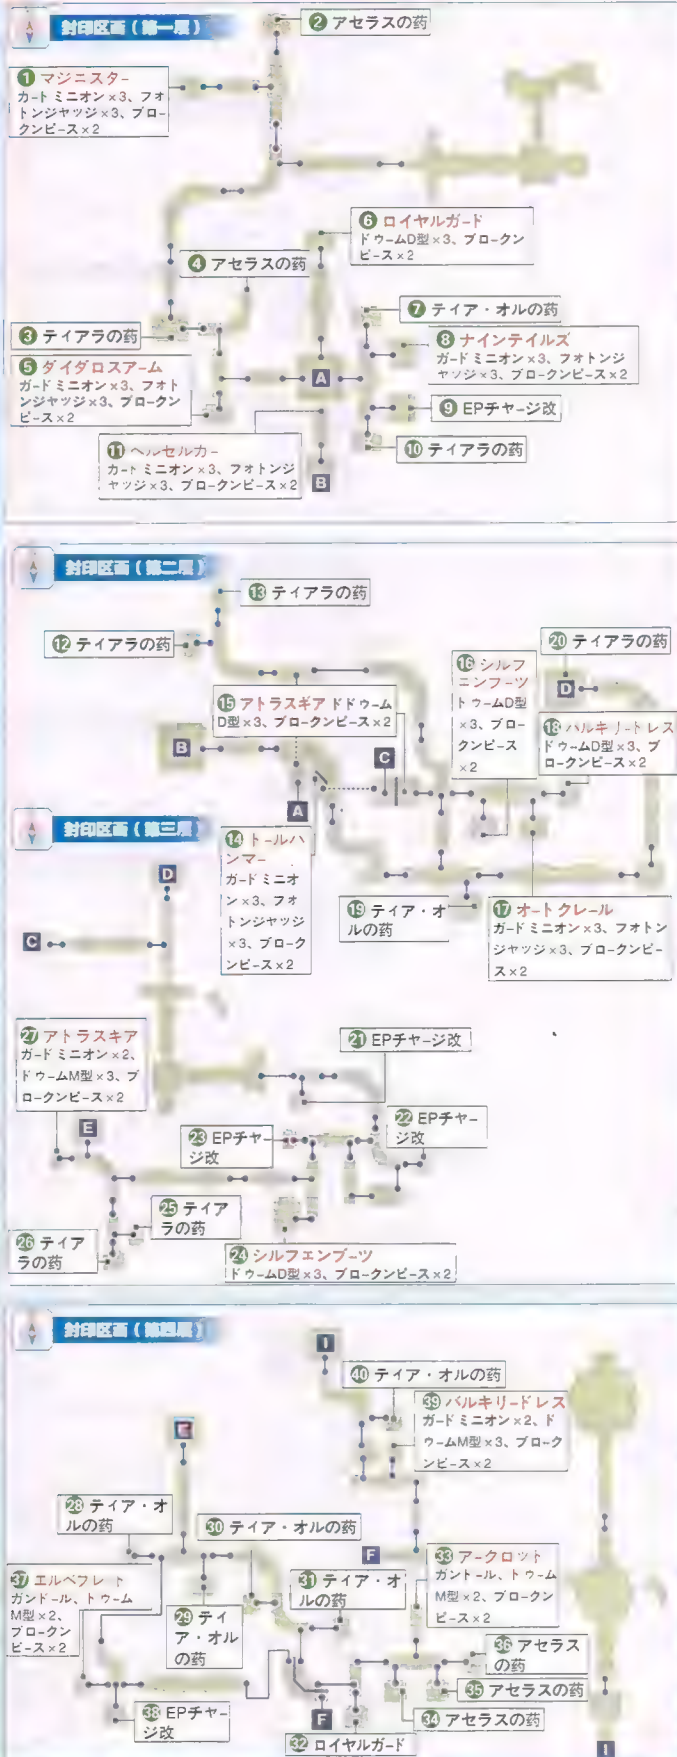 封印区画(第一層)
② アセラスの药
① マジニスター
カートミニオン×3、フォ
トンジャッジ×3、ブロー
クンピース×2
⑥ ロイヤルガード
ドゥームD型×3、ブロークン
ピース×2
④ アセラスの药
⑦ ティア・オルの药
③ ティアラの药
⑧ ナインテイルズ
ガードミニオン×3、フォトンジ
ャッジ×3、ブロークンピース×2
⑤ ダイダロスアーム
ガードミニオン×3、フォト
ンジャッジ×3、ブロークン
ピース×2
A
⑨ EPチャージ改
⑪ ヘルセルカー
カートミニオン×3、フォトンジ
ャッジ×3、ブロークンピース×2
⑩ ティアラの药
B
封印区画(第二層)
⑬ ティアラの药
⑫ ティアラの药
⑯ シルフ
ェンブーツ
トゥームD型
×3、ブロー
クンピース
×2
⑳ ティアラの药
D
⑮ アトラスギア ドドゥーム
D型×3、ブロークンピース×2
⑱ バルキリートレス
ドゥームD型×3、ブ
ロークンピース×2
B
C
A
封印区画(第三層)
⑭ トールハ
ンマー
ガードミニオ
ン×3、フォ
トンジャッジ
×3、ブローク
ンピース×2
D
⑲ ティア・オ
ルの药
⑰ オートクレール
ガードミニオン×3、フォトン
ジャッジ×3、ブロークンピー
ス×2
C
㉗ アトラスキア
ガードミニオン×2、
ドゥームM型×3、ブ
ロークンピース×2
㉑ EPチャージ改
E
㉓ EPチャー
ジ改
㉒ EPチャー
ジ改
㉕ ティア
ラの药
㉖ ティア
ラの药
㉔ シルフェンブーツ
ドゥームD型×3、ブロークンピース×2
封印区画(第四層)
I
㊵ ティア・オルの药
㊴ バルキリードレス
ガードミニオン×2、ド
ゥームM型×3、ブローク
ンピース×2
E
㉘ ティア・オ
ルの药
㉚ ティア・オルの药
F
㉝ アークロット
ガントール、トゥーム
M型×2、ブロークン
ピース×2
㊲ エルベフレート
ガンドール、トゥーム
M型×2、
ブロークン
ピース×2
㉛ ティア・オ
ルの药
㉙ ティ
ア・オル
の药
㊱ アセラス
の药
㉟ アセラスの药
㊳ EPチャー
ジ改
F
㉞ アセラスの药
㉜ ロイヤルガード
I